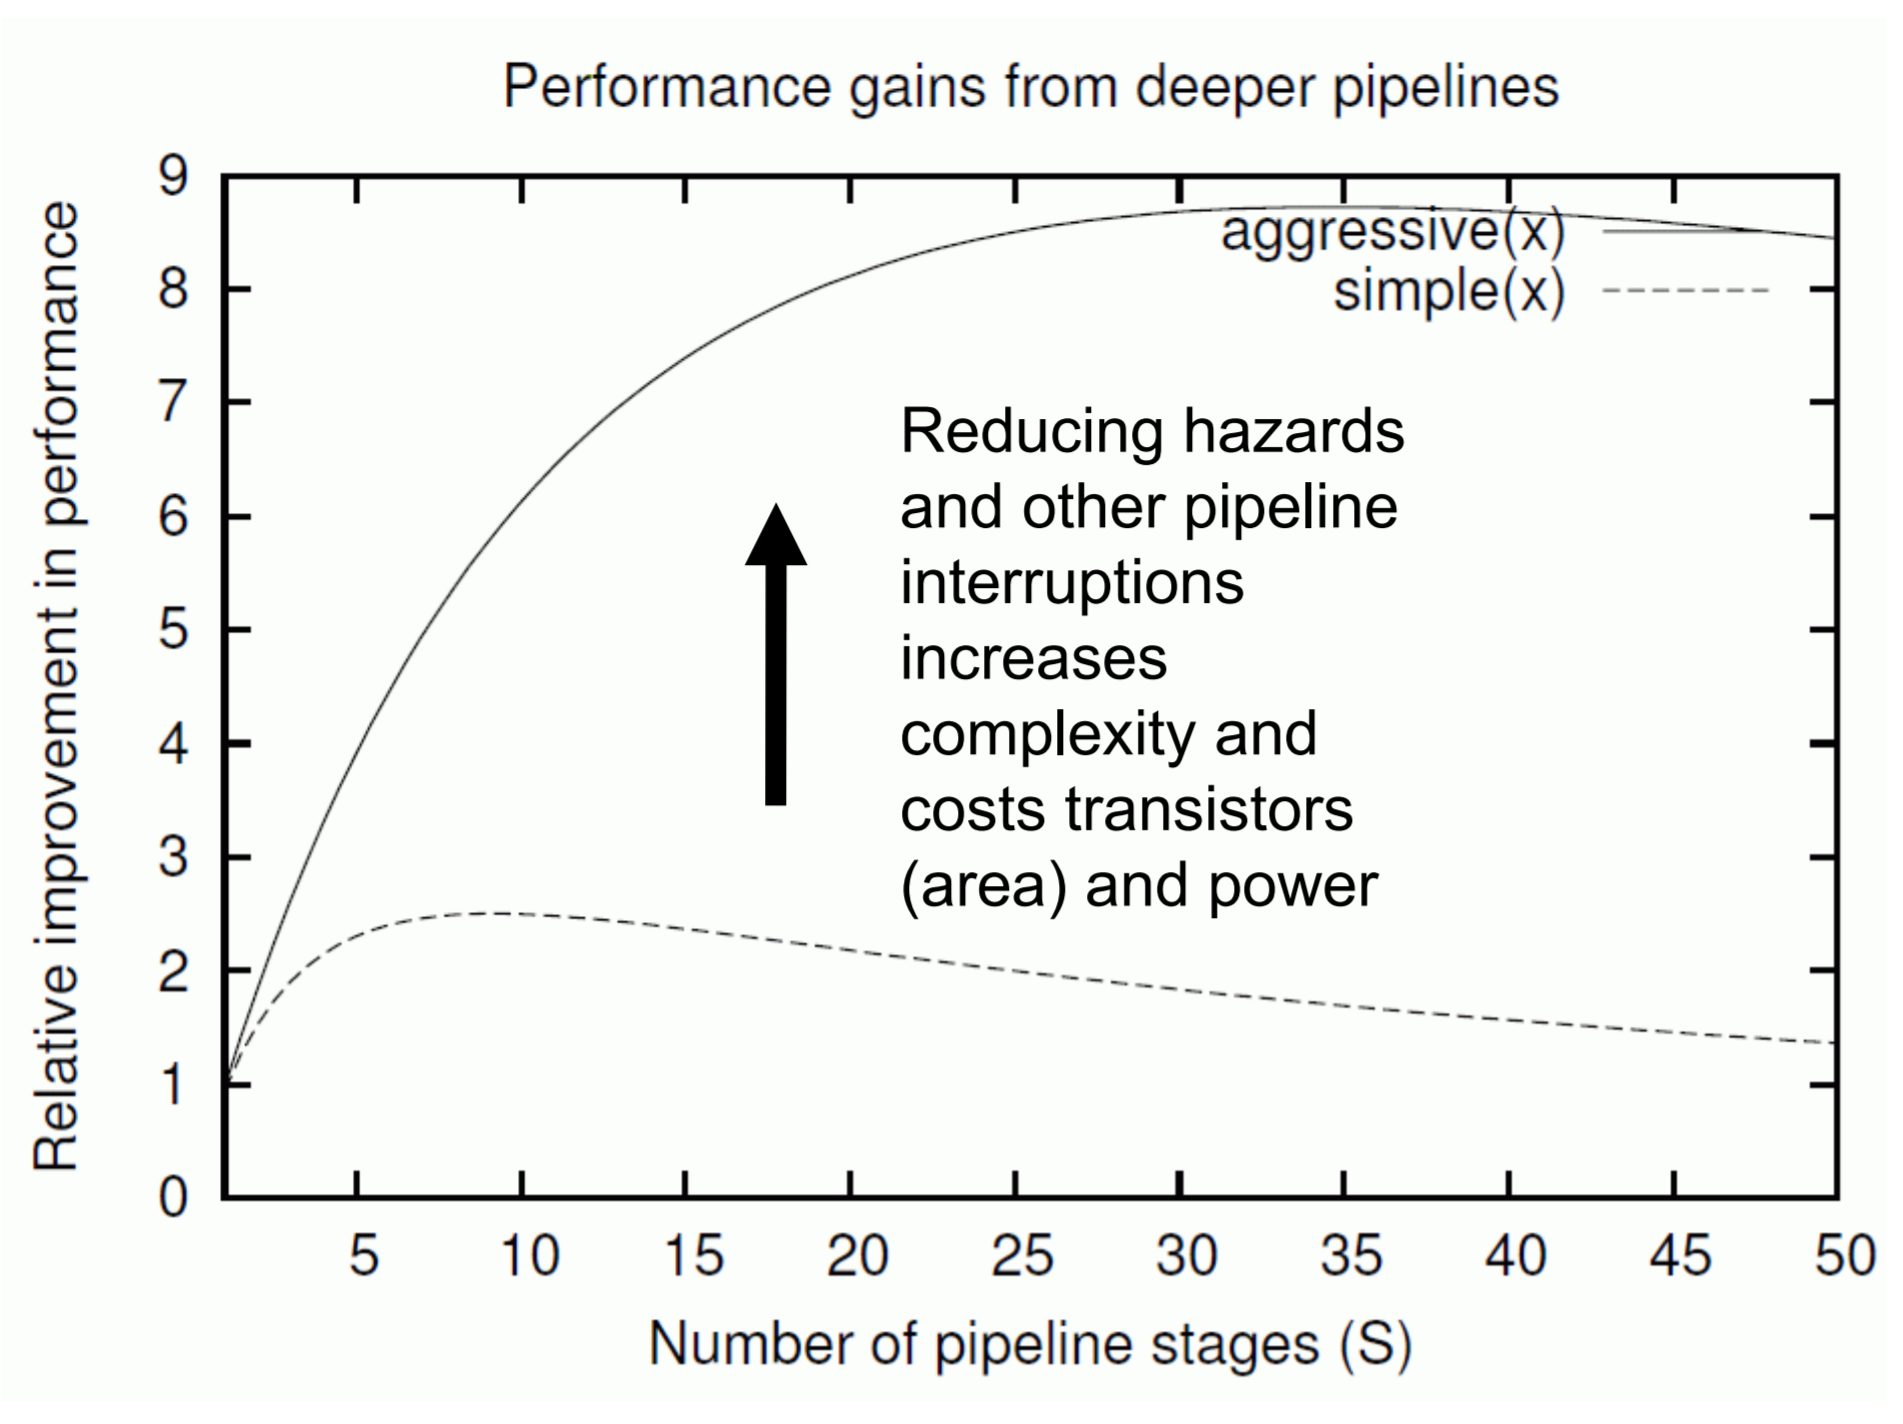 Performance gains from deeper pipelines
Relative improvement in performance
9
8
7
6
5
4
3
2
1
0
aggressive(x)
simple(x)
Reducing hazards
and other pipeline
interruptions
increases
complexity and
costs transistors
(area) and power
5 10 15 20 25 30 35 40 45 50
Number of pipeline stages (S)